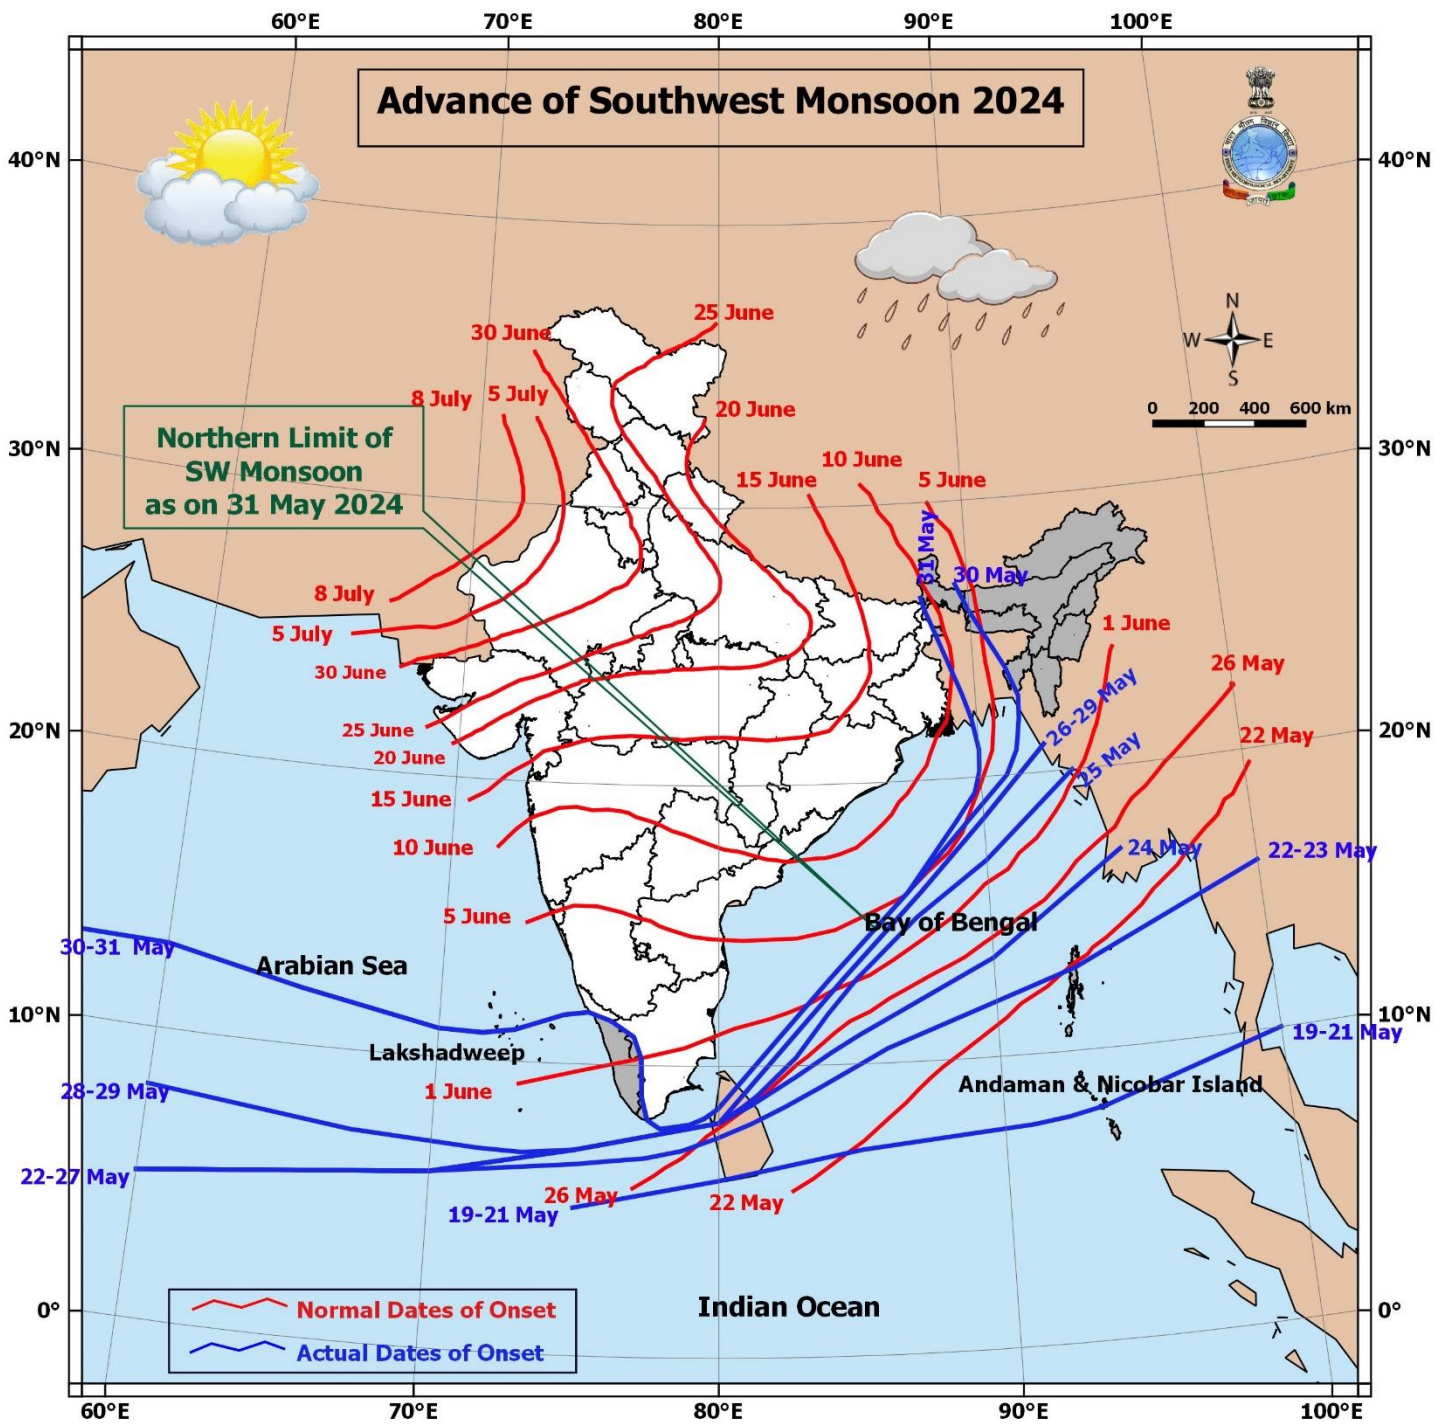 60°E 70°E 80°E 90°E 100°E
Advance of Southwest Monsoon 2024
40°N 40°N
N
W E
S
0 200 400 600 km
25 June
30 June
8 July 5 July
20 June
Northern Limit of
SW Monsoon
as on 31 May 2024
30°N 30°N
10 June
15 June 5 June
31 May
30 May
8 July
1 June
5 July
26 May
30 June
26-29 May
25 June
20°N 20°N
22 May
20 June
25 May
15 June
10 June
24 May
22-23 May
5 June
Bay of Bengal
30-31 May
Arabian Sea
10°N 10°N
19-21 May
Lakshadweep
28-29 May
1 June
Andaman & Nicobar Island
22-27 May
26 May
22 May
19-21 May
Indian Ocean
0° 0°
Normal Dates of Onset
Actual Dates of Onset
60°E 70°E 80°E 90°E 100°E